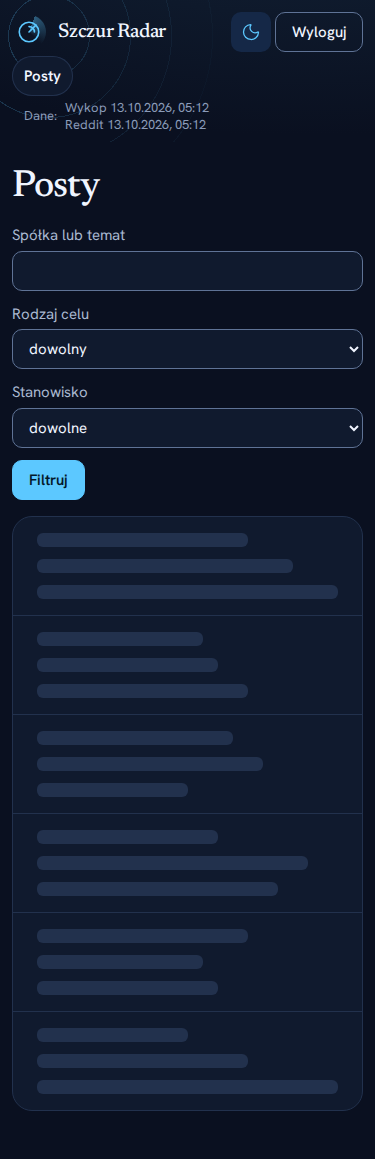 Szczur Radar
Wyloguj
Posty
Dane:
Wykop 13.10.2026, 05:12
Reddit 13.10.2026, 05:12
Posty
Spółka lub temat
Rodzaj celu
dowolny
Stanowisko
dowolne
Filtruj